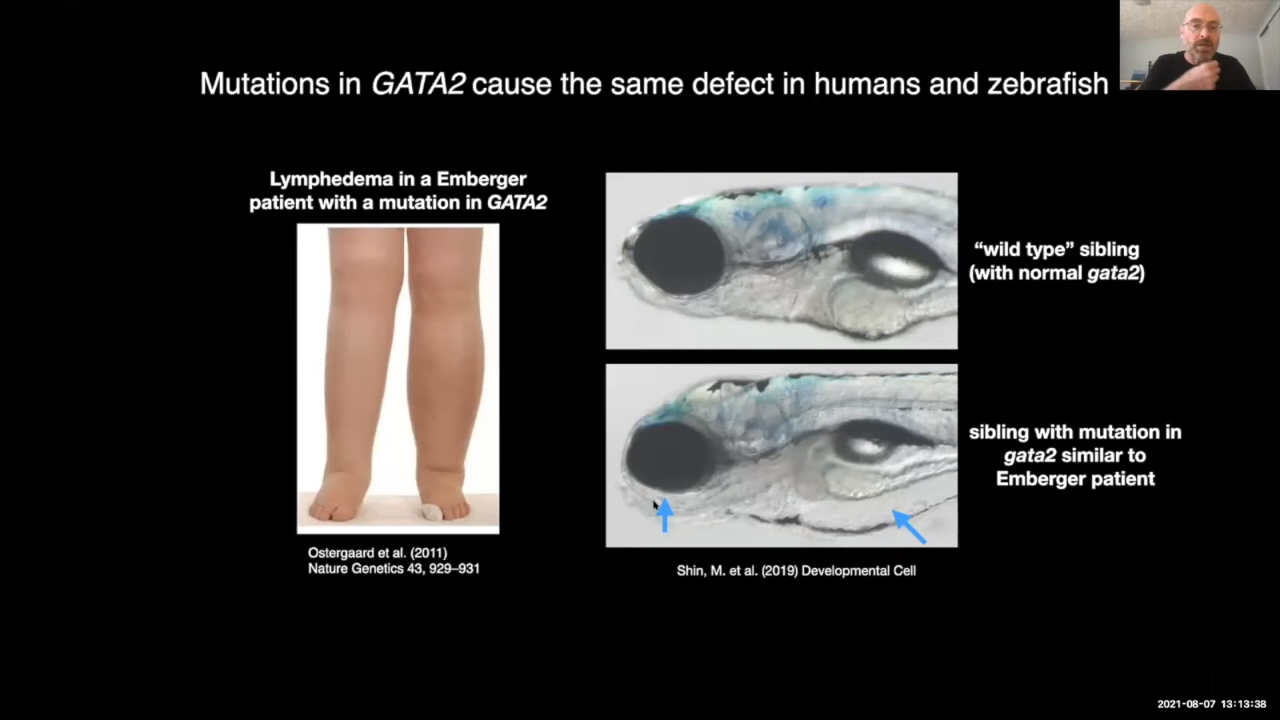 Mutations in GATA2 cause the same defect in humans and zebrafish
Lymphedema in a Emberger
patient with a mutation in GATA2
Ostergaard et al. (2011)
Nature Genetics 43, 929–931
“wild type” sibling
(with normal gata2)
sibling with mutation in
gata2 similar to
Emberger patient
Shin, M. et al. (2019) Developmental Cell
2021-08-07 13:13:38